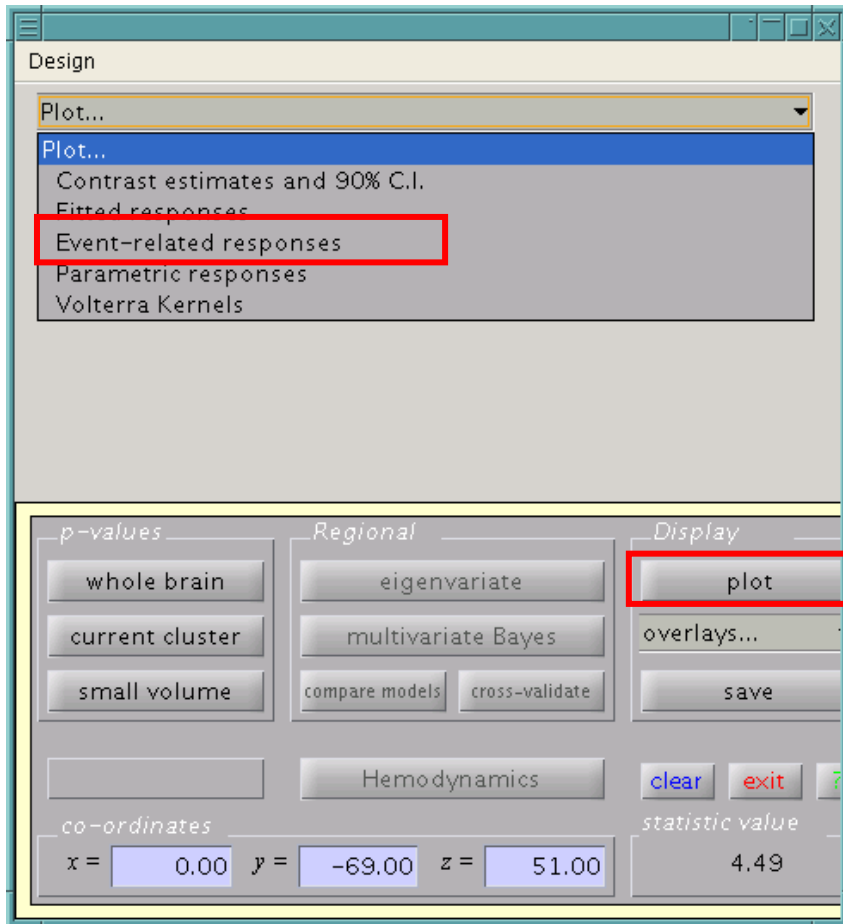 Design
Plot...
Plot...
Contrast estimates and 90% C.I.
Fitted responses
Event-related responses
Parametric responses
Volterra Kernels
p-values Regional Display
whole brain eigenvariate plot
current cluster multivariate Bayes overlays...
small volume compare models cross-validate save
Hemodynamics clear exit ?
co-ordinates statistic value
x = 0.00 y = -69.00 z = 51.00 4.49